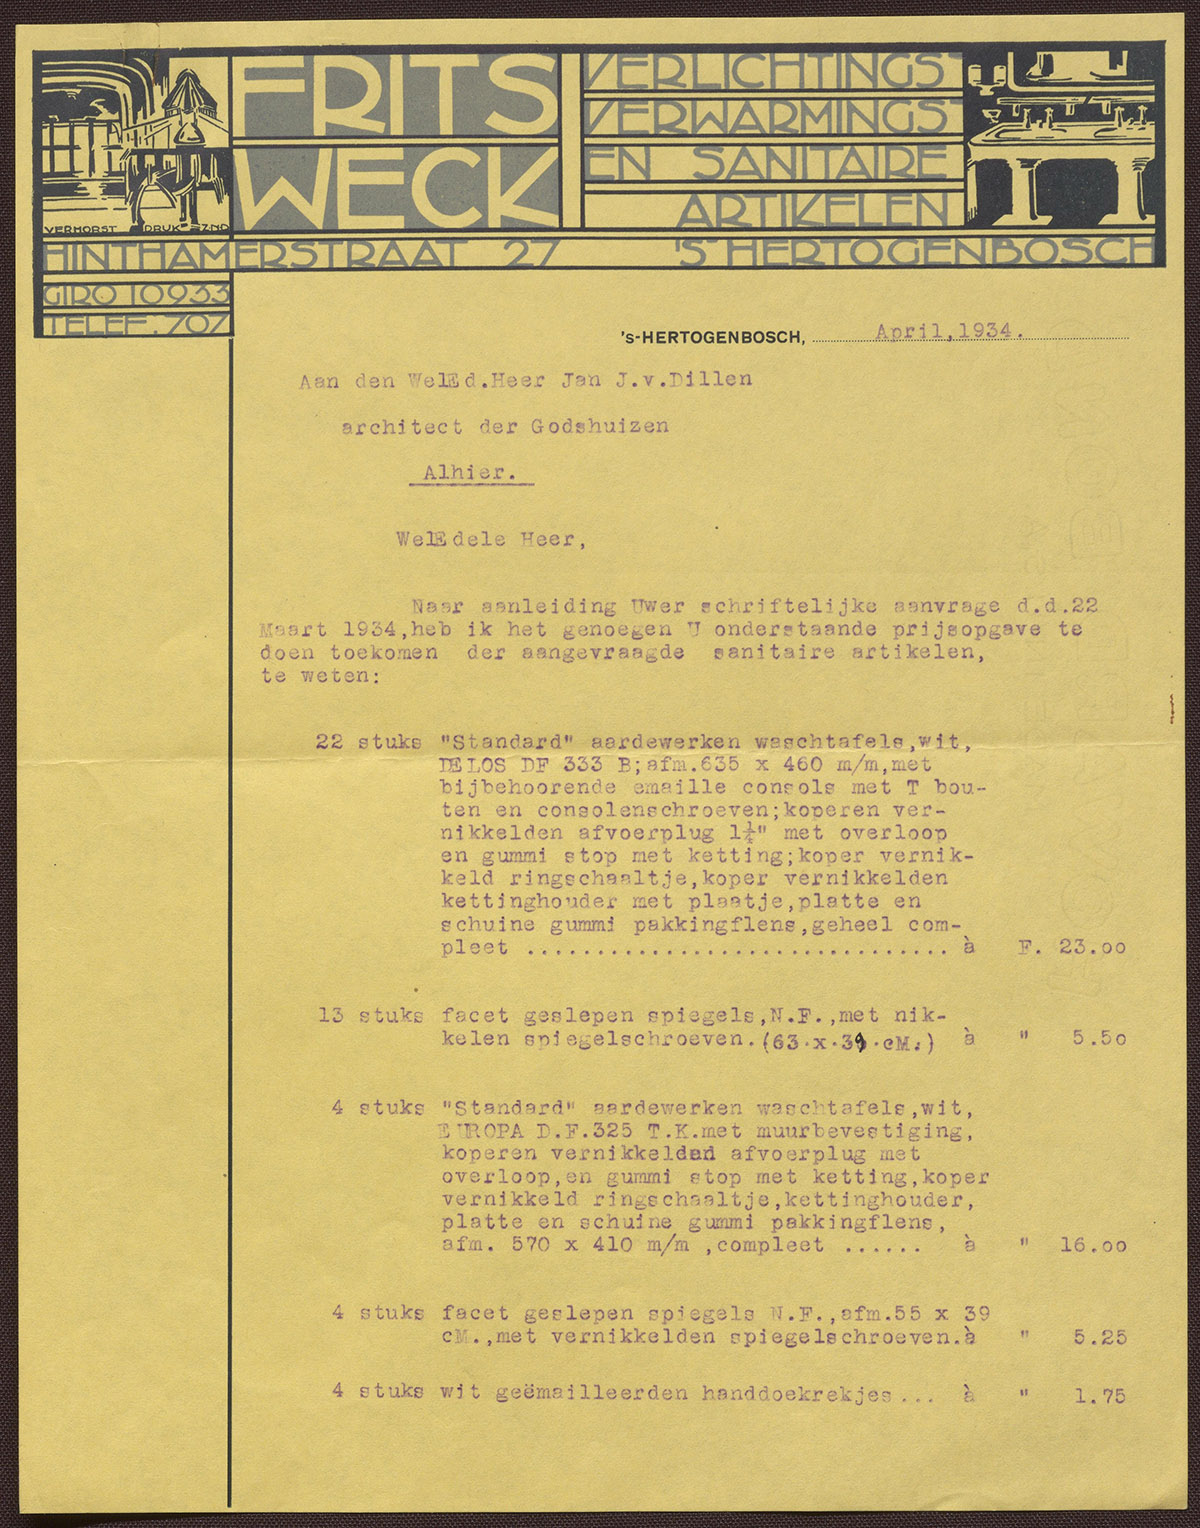 FRITS
WECK
VERLICHTINGS-
VERWARMINGS-
EN SANITAIRE
ARTIKELEN
VERHORST DRUK - ZND
HINTHAMERSTRAAT 27 'S HERTOGENBOSCH
GIRO 10933
TELEF. 707
's-HERTOGENBOSCH, April,1934.
Aan den WelEd.Heer Jan J.v.Dillen
architect der Godshuizen
Alhier.
WelEdele Heer,
Naar aanleiding Uwer schriftelijke aanvrage d.d.22
Maart 1934,heb ik het genoegen U onderstaande prijsopgave te
doen toekomen der aangevraagde sanitaire artikelen,
te weten:
22 stuks "Standard" aardewerken waschtafels,wit,
DELOS DF 333 B;afm.635 x 460 m/m,met
bijbehoorende emaille consols met T bou-
ten en consolenschroeven;koperen ver-
nikkelden afvoerplug 1¼" met overloop
en gummi stop met ketting;koper vernik-
keld ringschaaltje,koper vernikkelden
kettinghouder met plaatje,platte en
schuine gummi pakkingflens,geheel com-
pleet ............................... à F. 23.oo
13 stuks facet geslepen spiegels,N.F.,met nik-
kelen spiegelschroeven.(63.x.39.cM.) à " 5.5o
4 stuks "Standard" aardewerken waschtafels,wit,
EUROPA D.F.325 T.K.met muurbevestiging,
koperen vernikkelden afvoerplug met
overloop,en gummi stop met ketting,koper
vernikkeld ringschaaltje,kettinghouder,
platte en schuine gummi pakkingflens,
afm. 570 x 410 m/m ,compleet ...... à " 16.oo
4 stuks facet geslepen spiegels N.F.,afm.55 x 39
cM.,met vernikkelden spiegelschroeven.à " 5.25
4 stuks wit geëmailleerden handdoekrekjes... à " 1.75